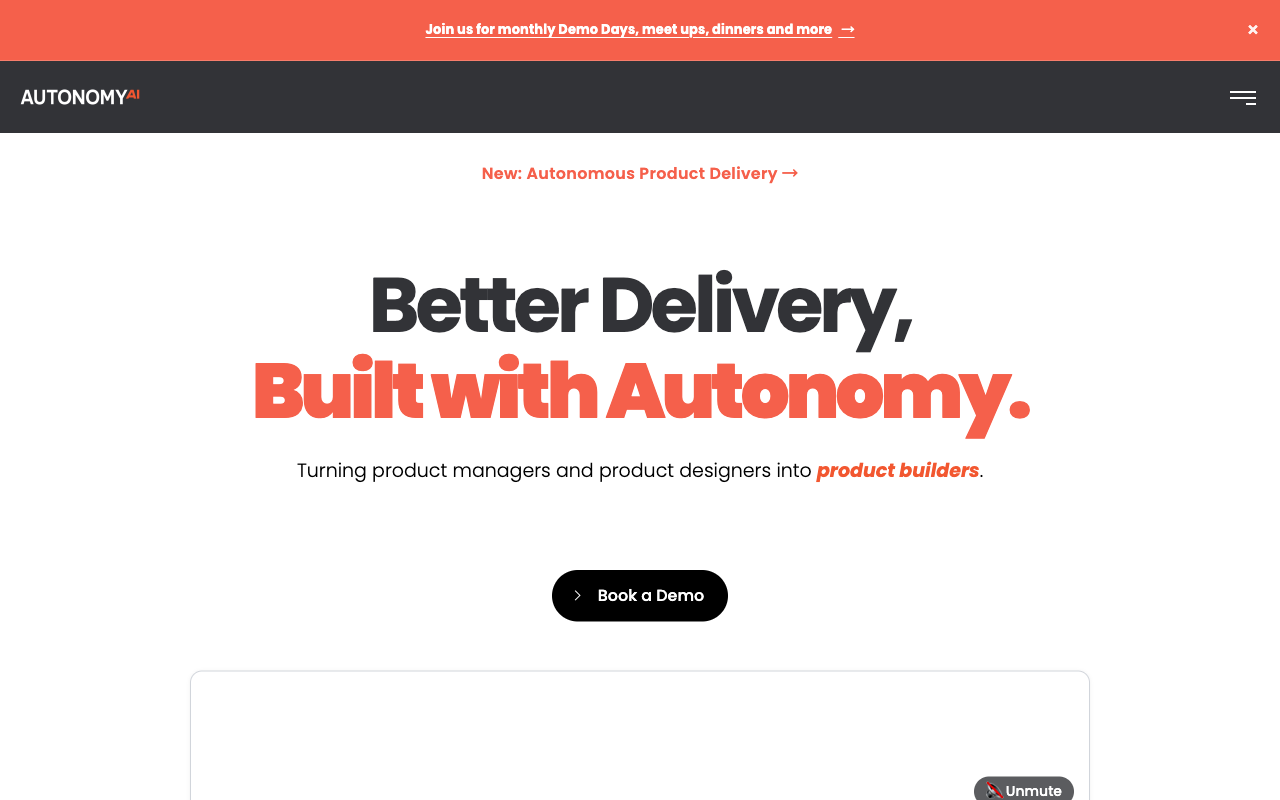 Join us for monthly Demo Days, meet ups, dinners and more →
×
AUTONOMYAI
New: Autonomous Product Delivery →
Better Delivery,
Built with Autonomy.
Turning product managers and product designers into product builders.
Book a Demo
Unmute